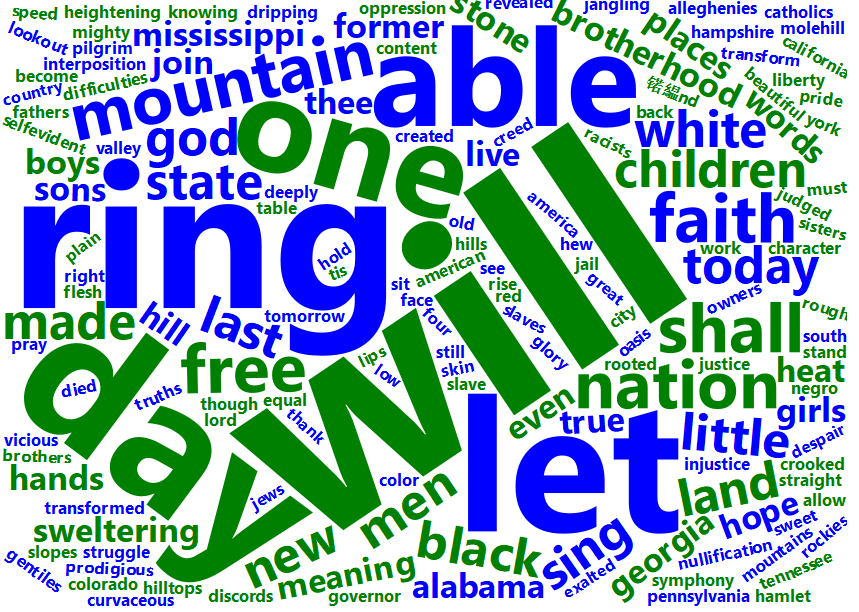 speed heightening knowing dripping oppression revealed jangling alleghenies catholics
lookout mighty mississippi former stone brotherhood places hampshire molehill
pilgrim content transform california
interposition join mountain able words
become thee beautiful liberty
country difficulties 错缊nd pride
fathers one back york
selfevident valley god created creed white
boys live racists children
sons state deeply judged must
ring table america faith sisters
plain hold old hew work character
right tis hills jail today
flesh american see great
sit rise owners
made hill last tomorrow face red slaves city rough
pray four oasis shall south
day free lips still glory rooted justice stand
died low skin nation heat
truths though equal slave negro
lord thank will even true girls
vicious let little despair
brothers injustice crooked
hands color land straight
transformed jews men hope allow
sweltering new black sing georgia sweet
slopes struggle meaning nullification mountains rockies
gentiles prodigious exalted tennessee
colorado hilltops alabama symphony
curvaceous discords governor pennsylvania hamlet